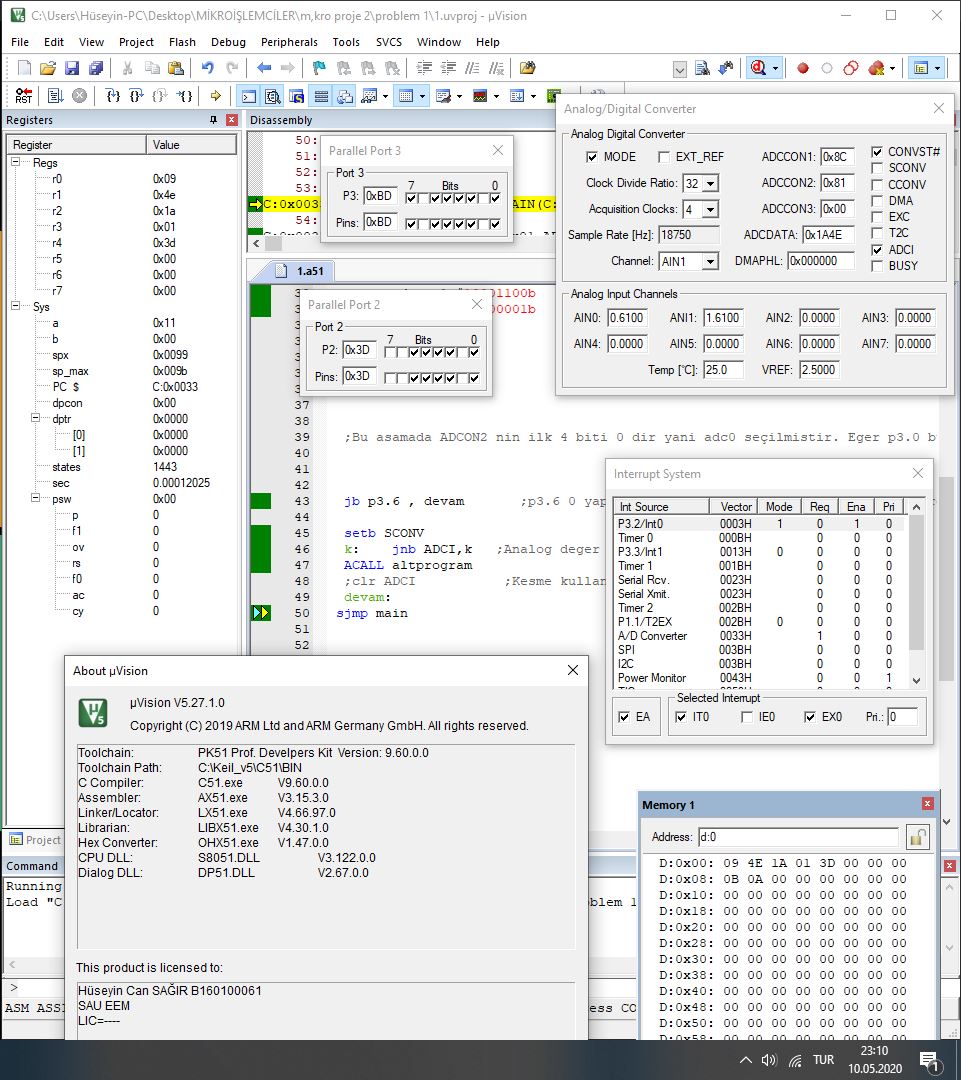 C:\Users\Hüseyin-PC\Desktop\MİKROİŞLEMCİLER\m,kro proje 2\problem 1\1.uvproj - µVision
File Edit View Project Flash Debug Peripherals Tools SVCS Window Help
Registers
Register Value
Regs
r0 0x09
r1 0x4e
r2 0x1a
r3 0x01
r4 0x3d
r5 0x00
r6 0x00
r7 0x00
Sys
a 0x11
b 0x00
spx 0x0099
sp_max 0x009b
PC $ C:0x0033
dpcon 0x00
dptr 0x0000
[0] 0x0000
[1] 0x0000
states 1443
sec 0.00012025
psw 0x00
p 0
f1 0
ov 0
rs 0
f0 0
ac 0
cy 0
Project
Disassembly
50:
51:
52:
53:
C:0x003 AIN(C:
54:
Parallel Port 3
Port 3
7 Bits 0
P3: 0xBD
Pins: 0xBD
1.a51
1100b
0001b
Parallel Port 2
Port 2
7 Bits 0
P2: 0x3D
Pins: 0x3D
37
38
39 ;Bu asamada ADCON2 nin ilk 4 biti 0 dir yani adc0 seçilmistir. Eger p3.0 b
40
41
42
43 jb p3.6 , devam ;p3.6 0 yap
44
45 setb SCONV
46 k: jnb ADCI,k ;Analog deger
47 ACALL altprogram
48 ;clr ADCI ;Kesme kullan
49 devam:
50 sjmp main
51
52
Analog/Digital Converter
Analog Digital Converter
MODE EXT_REF ADCCON1: 0x8C CONVST#
SCONV
Clock Divide Ratio: 32 ADCCON2: 0x81 CCONV
DMA
Acquisition Clocks: 4 ADCCON3: 0x00 EXC
Sample Rate [Hz]: 18750 ADCDATA: 0x1A4E T2C
ADCI
Channel: AIN1 DMAPHL: 0x000000 BUSY
Analog Input Channels
AIN0: 0.6100 ANI1: 1.6100 AIN2: 0.0000 AIN3: 0.0000
AIN4: 0.0000 AIN5: 0.0000 AIN6: 0.0000 AIN7: 0.0000
Temp [°C]: 25.0 VREF: 2.5000
Interrupt System
Int Source Vector Mode Req Ena Pri
P3.2/Int0 0003H 1 0 1 0
Timer 0 000BH 0 0 0
P3.3/Int1 0013H 0 0 0 0
Timer 1 001BH 0 0 0
Serial Rcv. 0023H 0 0 0
Serial Xmit. 0023H 0 0 0
Timer 2 002BH 0 0 0
P1.1/T2EX 002BH 0 0 0 0
A/D Converter 0033H 1 0 0
SPI 003BH 0 0 0
I2C 003BH 0 0 0
Power Monitor 0043H 0 0 1
Selected Interrupt
EA IT0 IE0 EX0 Pri.: 0
About µVision
µVision V5.27.1.0
Copyright (C) 2019 ARM Ltd and ARM Germany GmbH. All rights reserved.
Toolchain: PK51 Prof. Develpers Kit Version: 9.60.0.0
Toolchain Path: C:\Keil_v5\C51\BIN
C Compiler: C51.exe V9.60.0.0
Assembler: AX51.exe V3.15.3.0
Linker/Locator: LX51.exe V4.66.97.0
Librarian: LIBX51.exe V4.30.1.0
Hex Converter: OHX51.exe V1.47.0.0
CPU DLL: S8051.DLL V3.122.0.0
Dialog DLL: DP51.DLL V2.67.0.0
This product is licensed to:
Hüseyin Can SAĞIR B160100061
SAU EEM
LIC=----
Command
Running
Load "C oblem 1
>
ASM ASS ess CO
Memory 1
Address: d:0
D:0x00: 09 4E 1A 01 3D 00 00 00
D:0x08: 0B 0A 00 00 00 00 00 00
D:0x10: 00 00 00 00 00 00 00 00
D:0x18: 00 00 00 00 00 00 00 00
D:0x20: 00 00 00 00 00 00 00 00
D:0x28: 00 00 00 00 00 00 00 00
D:0x30: 00 00 00 00 00 00 00 00
D:0x38: 00 00 00 00 00 00 00 00
D:0x40: 00 00 00 00 00 00 00 00
D:0x48: 00 00 00 00 00 00 00 00
D:0x50: 00 00 00 00 00 00 00 00
D:0x58: 00 00 00 00 00 00 00 00
TUR
23:10
10.05.2020
1